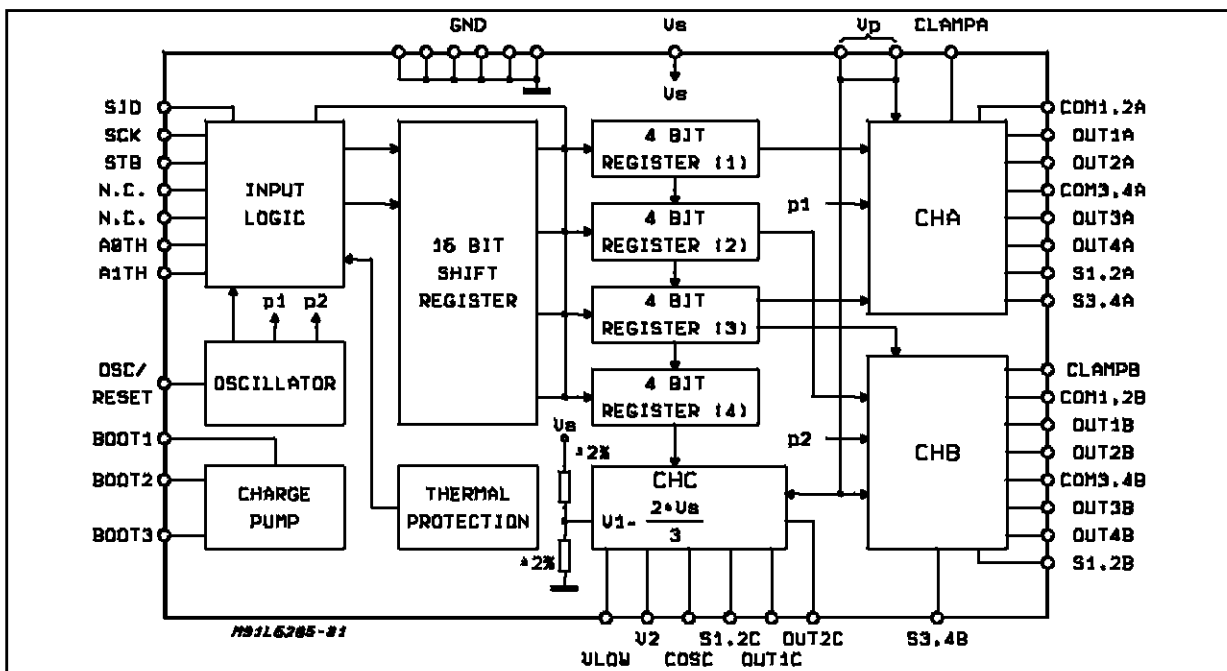 GND
Vs
Vp
CLAMPA
Vs
SID
SCK
STB
N.C.
N.C.
A0TH
A1TH
OSC/
RESET
BOOT1
BOOT2
BOOT3
INPUT
LOGIC
p1
p2
OSCILLATOR
CHARGE
PUMP
16 BIT
SHIFT
REGISTER
THERMAL
PROTECTION
4 BIT
REGISTER (1)
4 BIT
REGISTER (2)
4 BIT
REGISTER (3)
4 BIT
REGISTER (4)
Vs
±2%
±2%
CHC
V1= 2*Vs
3
p1
CHA
p2
CHB
COM1,2A
OUT1A
OUT2A
COM3,4A
OUT3A
OUT4A
S1,2A
S3,4A
CLAMPB
COM1,2B
OUT1B
OUT2B
COM3,4B
OUT3B
OUT4B
S1,2B
V2
S1,2C
OUT2C
S3,4B
VLOW
COSC
OUT1C
M91L6285-01